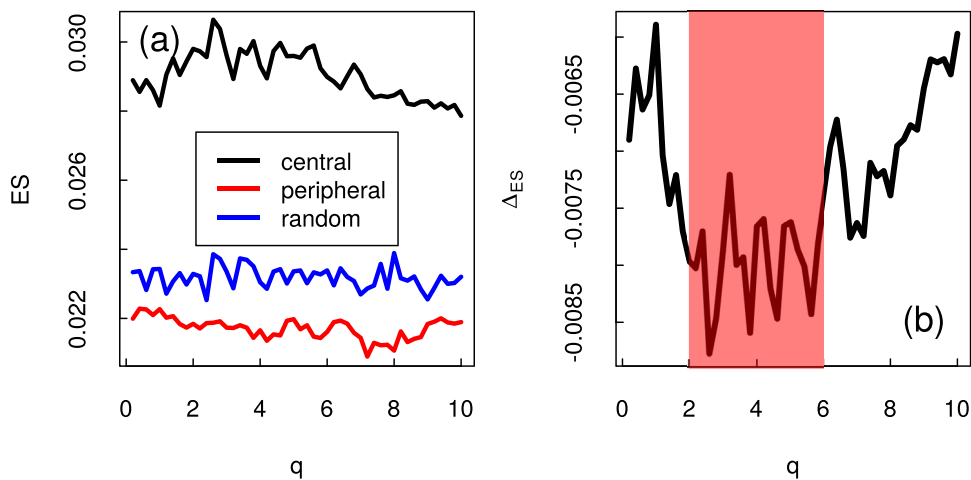 (a)
0.030
0.026
0.022
ES
central
peripheral
random
0 2 4 6 8 10
q
-0.0065
-0.0075
-0.0085
Δ_ES
(b)
0 2 4 6 8 10
q